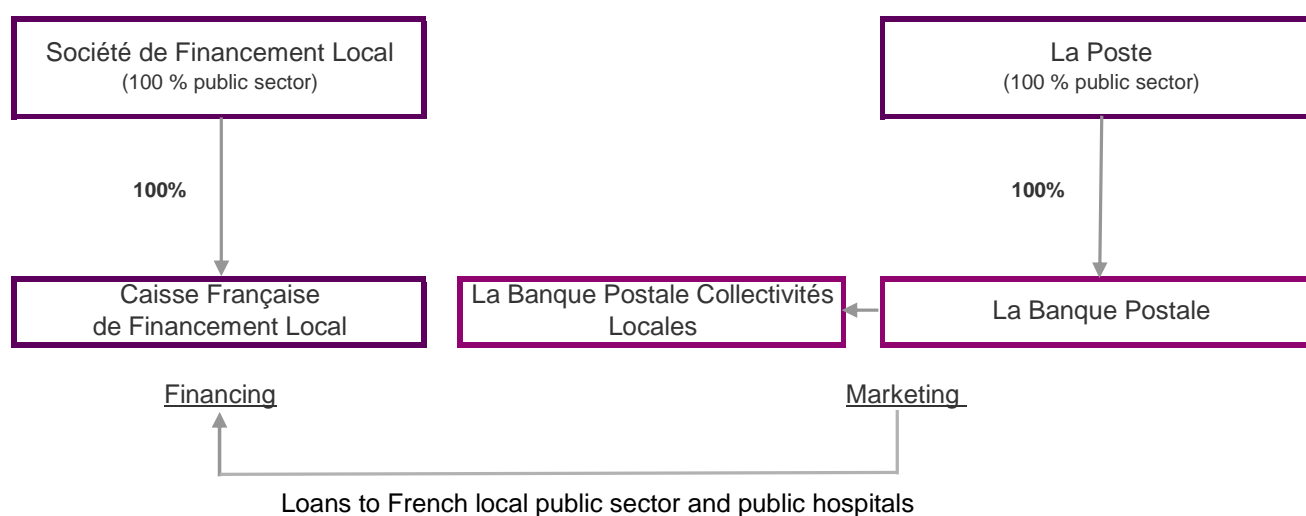 Société de Financement Local
(100 % public sector)
La Poste
(100 % public sector)
100%
100%
Caisse Française
de Financement Local
La Banque Postale Collectivités
Locales
La Banque Postale
Financing
Marketing
Loans to French local public sector and public hospitals